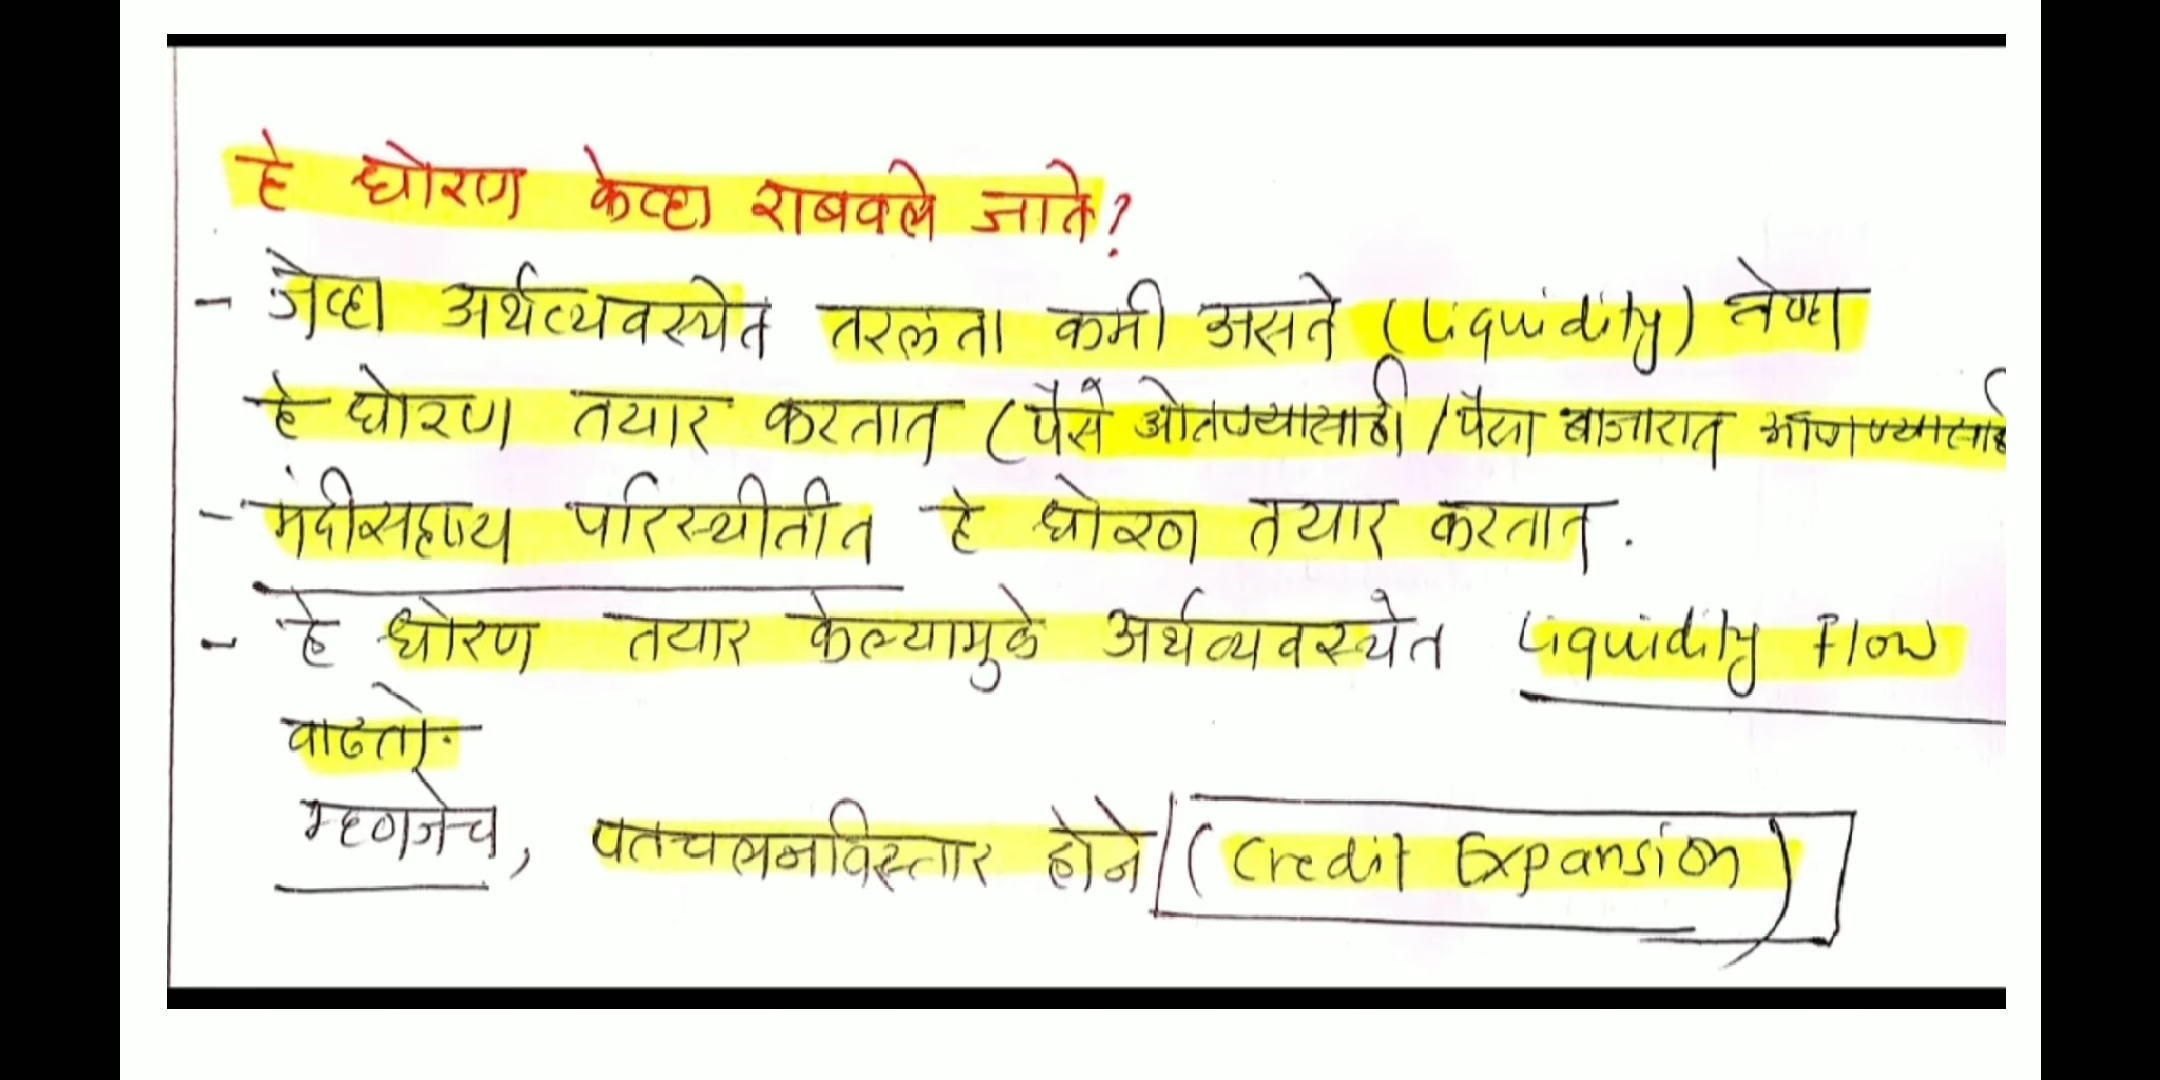 हे धोरण केव्हा राबवले जाते?
- जेव्हा अर्थव्यवस्थेत तरलता कमी असते (Liquidity) तेव्हा
हे धोरण तयार करतात (पैसे ओतण्यासाठी / पैसा बाजारात आणण्यासाठी
- मंदीसदृष्य परिस्थीतीत हे धोरण तयार करतात.
- हे धोरण तयार केल्यामुळे अर्थव्यवस्थेत Liquidity Flow
वाढतो.
म्हणजेच, पतचलनविस्तार होने (Credit Expansion)